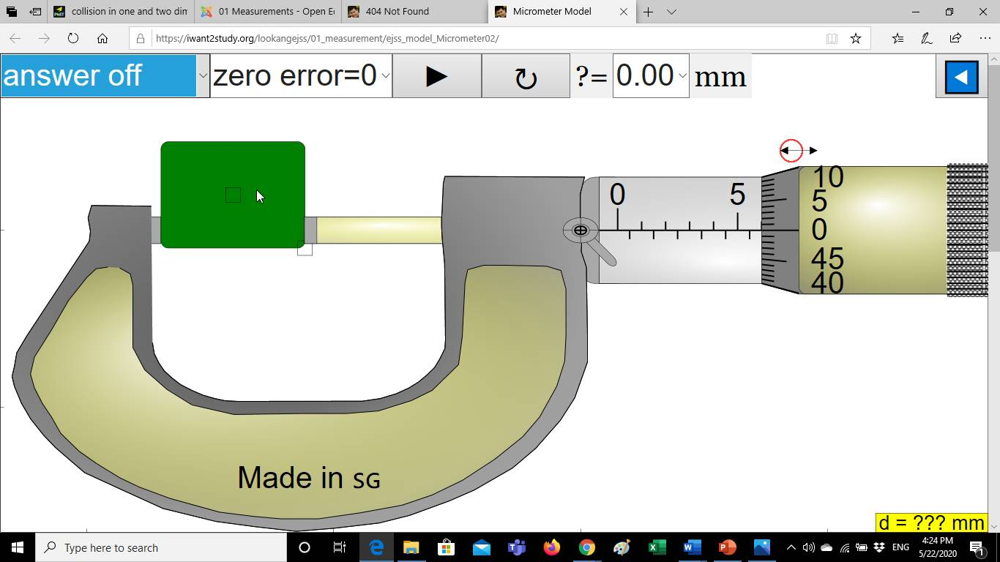 collision in one and two dim
01 Measurements - Open Ed
404 Not Found
Micrometer Model
https://iwant2study.org/lookangejss/01_measurement/ejss_model_Micrometer02/
answer off
zero error=0
?=
0.00
mm
0
5
10
5
0
45
40
Made in SG
d = ??? mm
Type here to search
ENG
4:24 PM
5/22/2020
1